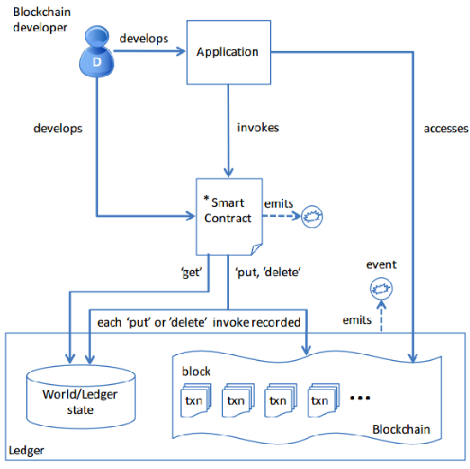 Blockchain
developer
D
develops
Application
develops
invokes
accesses
*Smart
Contract
emits
'get'
'put, 'delete'
event
each 'put' or 'delete' invoke recorded
emits
World/Ledger
state
block
txn
txn
txn
txn
...
Blockchain
Ledger